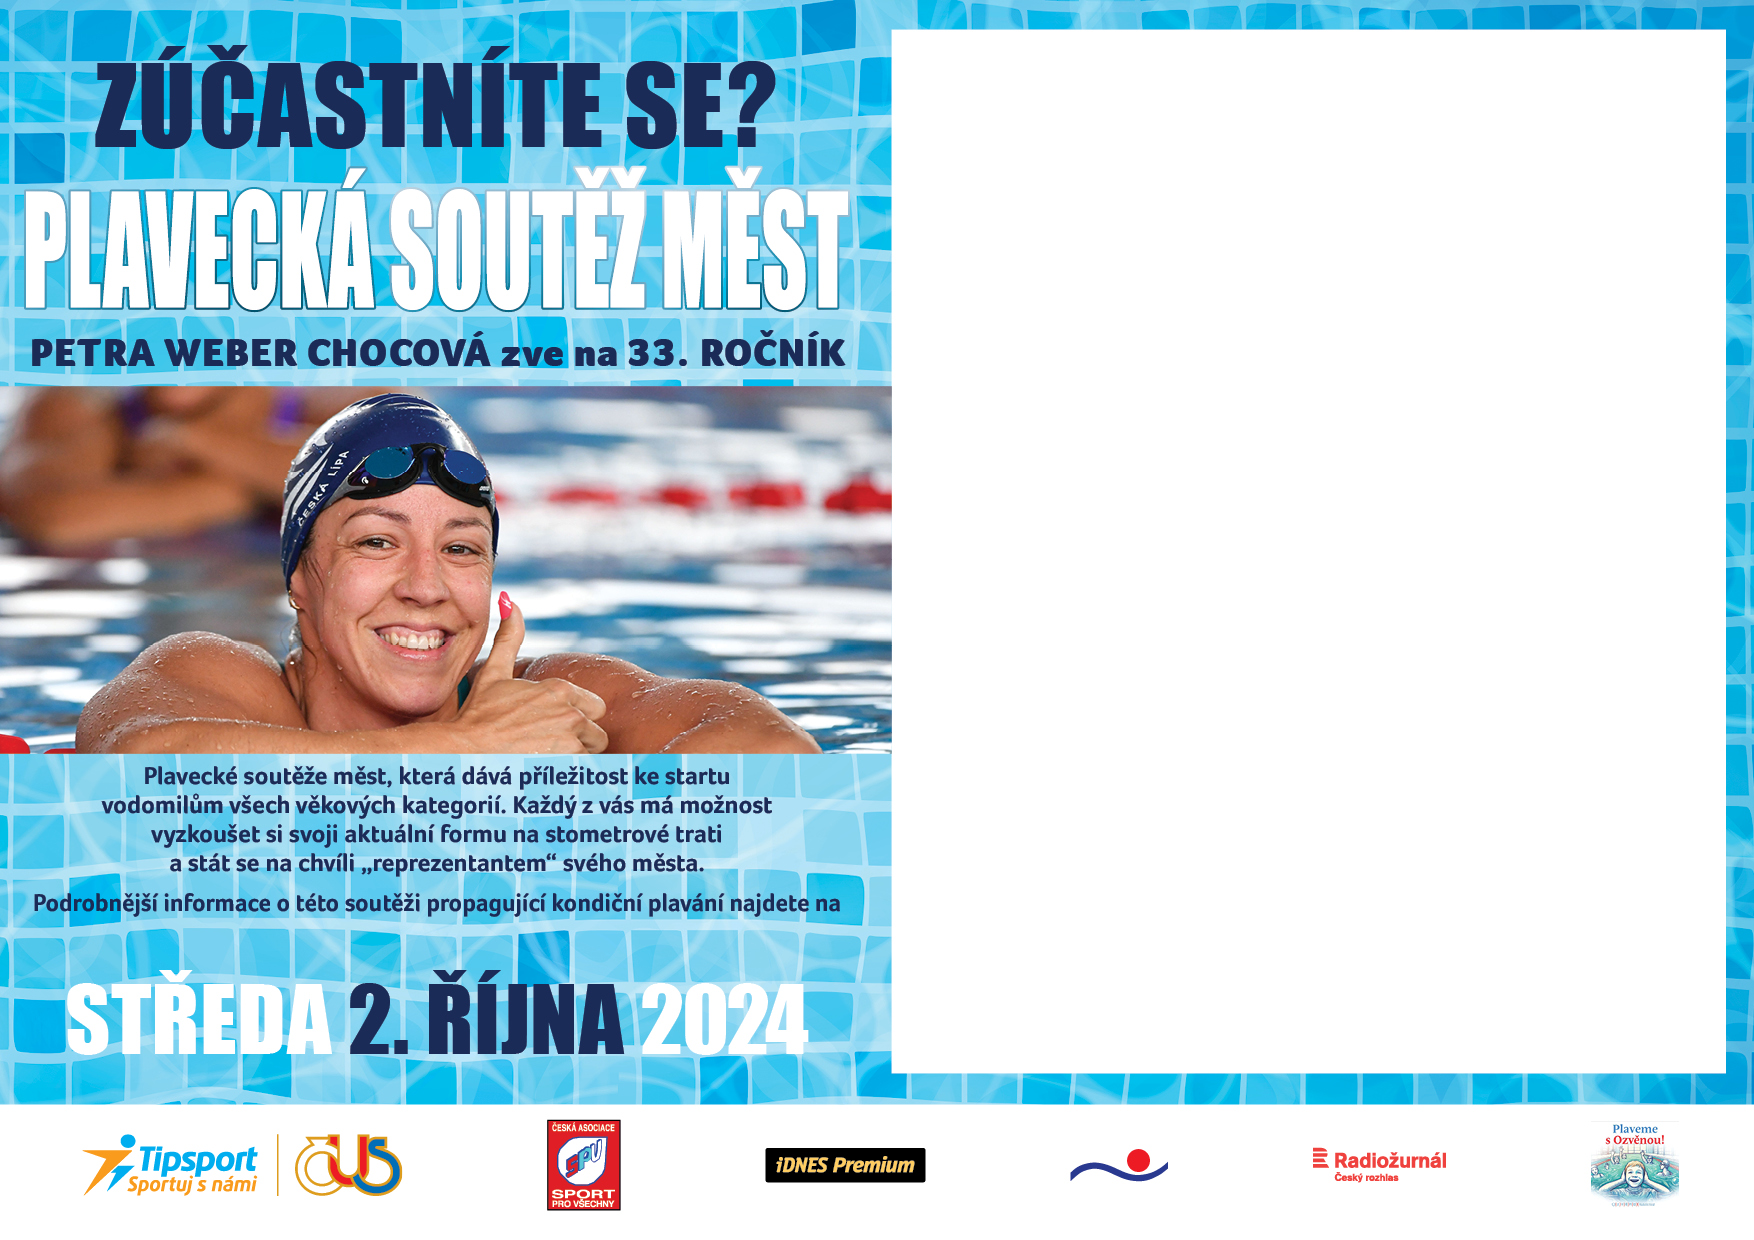 ZÚČASTNÍTE SE?
PLAVECKÁ SOUTĚŽ MĚST
PETRA WEBER CHOCOVÁ zve na 33. ROČNÍK
ČESKÁ LÍPA
Plavecké soutěže měst, která dává příležitost ke startu
vodomilům všech věkových kategorií. Každý z vás má možnost
vyzkoušet si svoji aktuální formu na stometrové trati
a stát se na chvíli „reprezentantem“ svého města.
Podrobnější informace o této soutěži propagující kondiční plavání najdete na
STŘEDA 2. ŘÍJNA 2024
Tipsport
Sportuj s námi
ČUS
ČESKÁ ASOCIACE
SPV
SPORT
PRO VŠECHNY
iDNES Premium
Radiožurnál
Český rozhlas
Plaveme
s Ozvěnou!